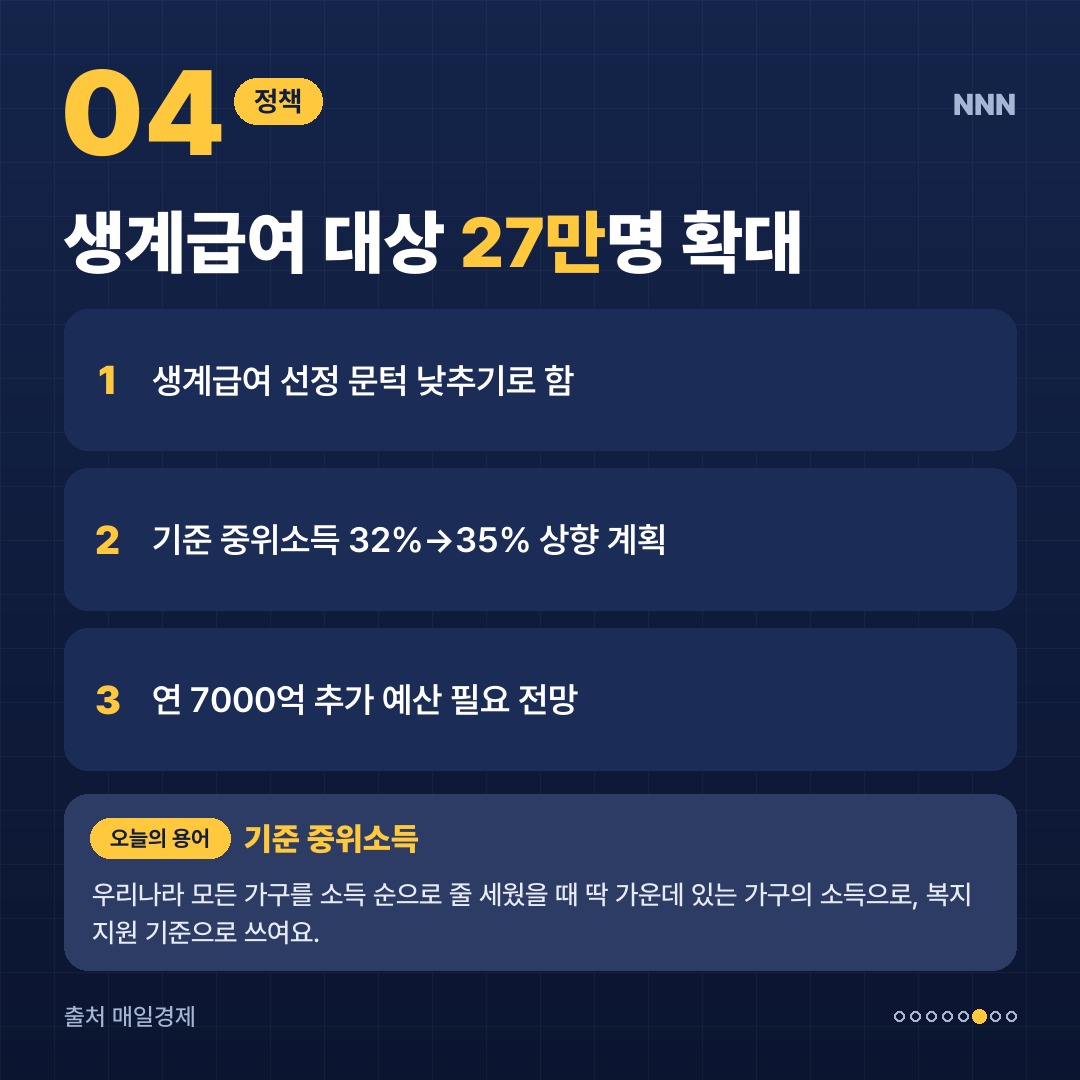 04 정책
NNN
생계급여 대상 27만명 확대
1 생계급여 선정 문턱 낮추기로 함
2 기준 중위소득 32%→35% 상향 계획
3 연 7000억 추가 예산 필요 전망
오늘의 용어 기준 중위소득
우리나라 모든 가구를 소득 순으로 줄 세웠을 때 딱 가운데 있는 가구의 소득으로, 복지
지원 기준으로 쓰여요.
출처 매일경제